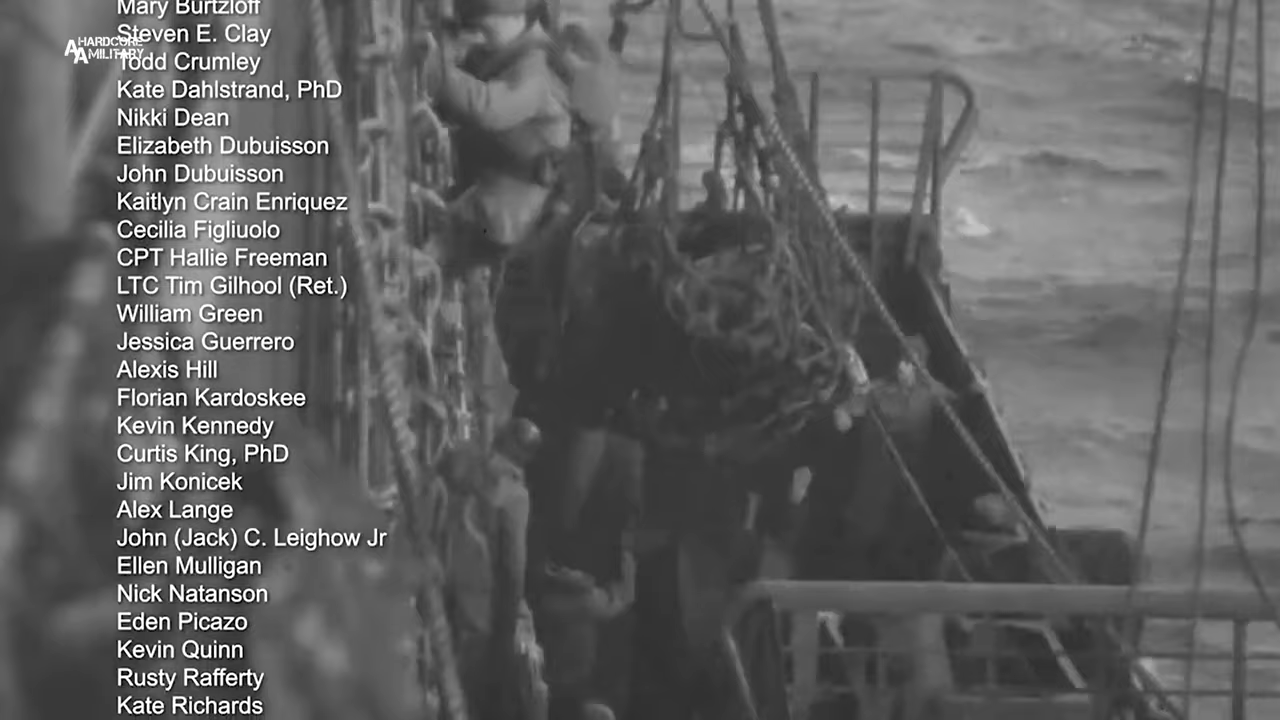 Mary Burtzloff
Steven E. Clay
HARDCORE
AA MILITARY
Todd Crumley
Kate Dahlstrand, PhD
Nikki Dean
Elizabeth Dubuisson
John Dubuisson
Kaitlyn Crain Enriquez
Cecilia Figliuolo
CPT Hallie Freeman
LTC Tim Gilhool (Ret.)
William Green
Jessica Guerrero
Alexis Hill
Florian Kardoskee
Kevin Kennedy
Curtis King, PhD
Jim Konicek
Alex Lange
John (Jack) C. Leighow Jr
Ellen Mulligan
Nick Natanson
Eden Picazo
Kevin Quinn
Rusty Rafferty
Kate Richards